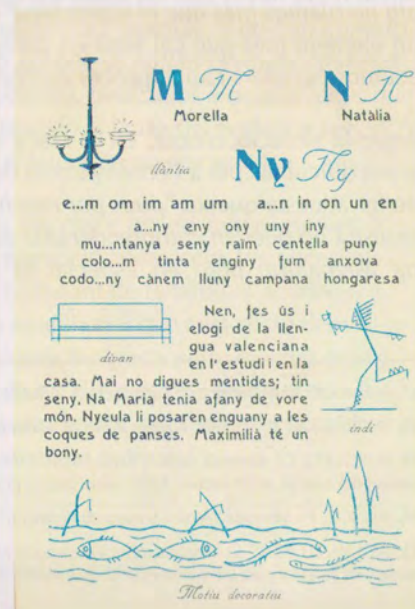 M M N N
Morella Natàlia
llàntia
Ny Ny
e...m om im am um a...n in on un en
a...ny eny ony uny iny
mu...ntanya seny raïm centella puny
colo...m tinta enginy fum anxova
codo...ny cànem lluny campana hongaresa
divan
Nen, fes ús i
elogi de la llen-
gua valenciana
en l'estudi i en la
casa. Mai no digues mentides; tin
seny. Na Maria tenia afany de vore
món. Nyeula li posaren enguany a les
coques de panses. Maximilià té un
bony.
indi
Motiu decoratiu